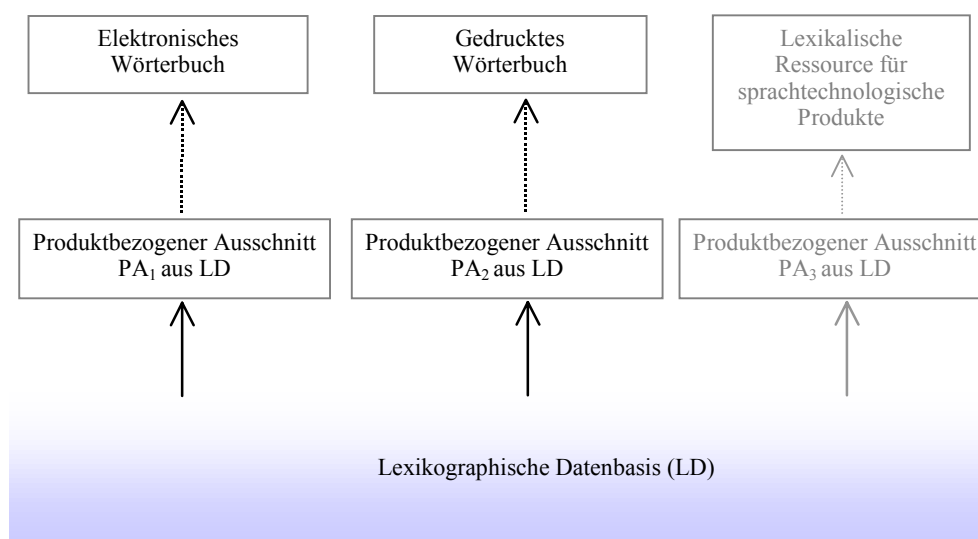 Elektronisches
Wörterbuch
Gedrucktes
Wörterbuch
Lexikalische
Ressource für
sprachtechnologische
Produkte
Produktbezogener Ausschnitt
PA₁ aus LD
Produktbezogener Ausschnitt
PA₂ aus LD
Produktbezogener Ausschnitt
PA₃ aus LD
Lexikographische Datenbasis (LD)